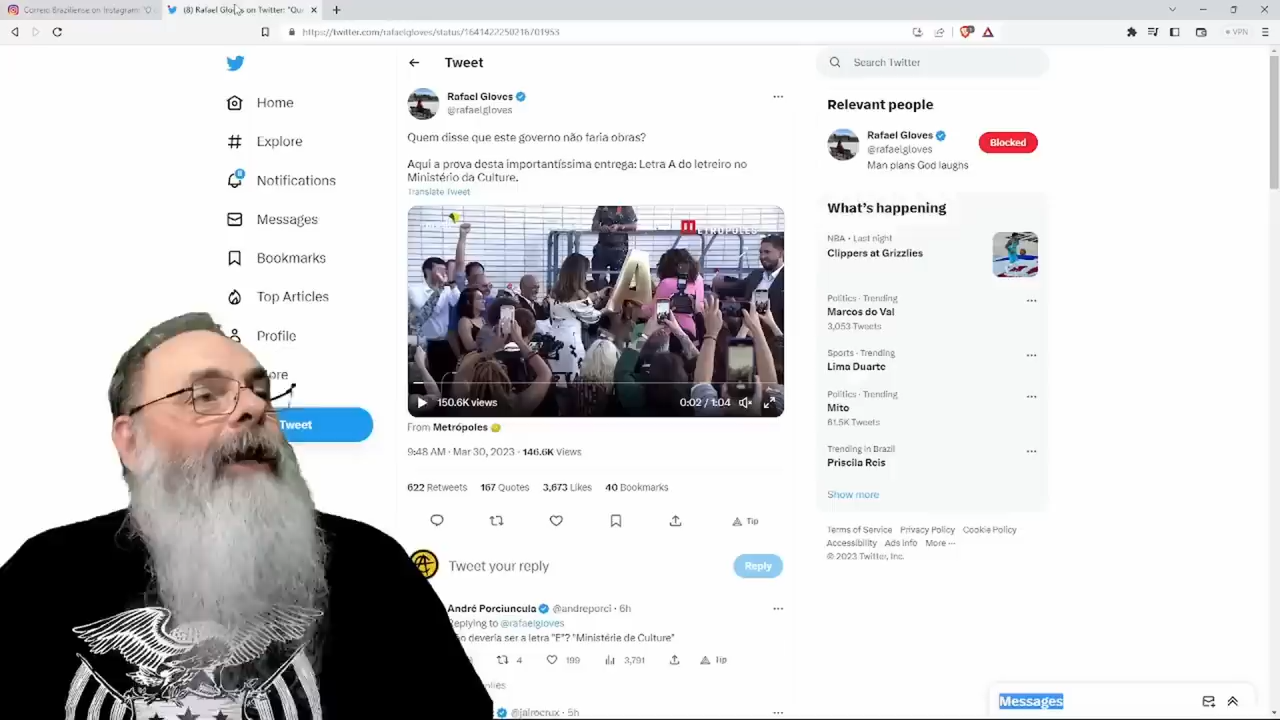 Correio Braziliense on Instagram: "O
(8) Rafael Gloves on Twitter: "Que
https://twitter.com/rafaelgloves/status/1641422250216701953
VPN
Tweet
Search Twitter
Home
Explore
Notifications
Messages
Bookmarks
Top Articles
Profile
ore
Tweet
Rafael Gloves
@rafaelgloves
Quem disse que este governo não faria obras?
Aqui a prova desta importantíssima entrega: Letra A do letreiro no
Ministério da Culture.
Translate Tweet
METRÓPOLES
A
150.6K views
0:02 / 1:04
From Metrópoles
9:48 AM · Mar 30, 2023 · 146.6K Views
622 Retweets 167 Quotes 3,673 Likes 40 Bookmarks
Tip
Tweet your reply
Reply
André Porciuncula @andreporci · 6h
Replying to @rafaelgloves
ão deveria ser a letra "E"? "Ministério de Culture"
4 199 3,791 Tip
plies
· 5h
Relevant people
Rafael Gloves
@rafaelgloves
Blocked
Man plans God laughs
What's happening
NBA · Last night
Clippers at Grizzlies
Politics · Trending
Marcos do Val
3,053 Tweets
Sports · Trending
Lima Duarte
Politics · Trending
Mito
61.5K Tweets
Trending in Brazil
Priscila Reis
Show more
Terms of Service Privacy Policy Cookie Policy
Accessibility Ads info More ···
© 2023 Twitter, Inc.
Messages